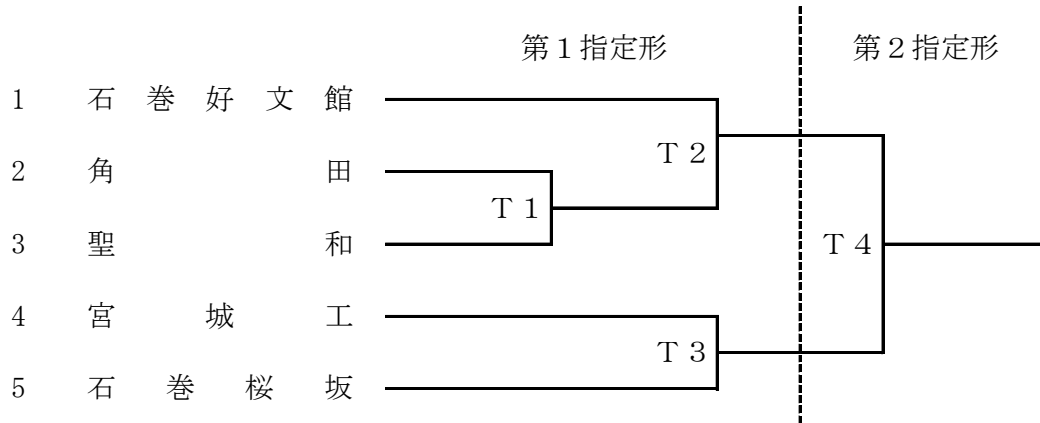 第１指定形 第２指定形
1 石巻好文館
T２
2 角田
T１
3 聖和
T４
4 宮城工
T３
5 石巻桜坂